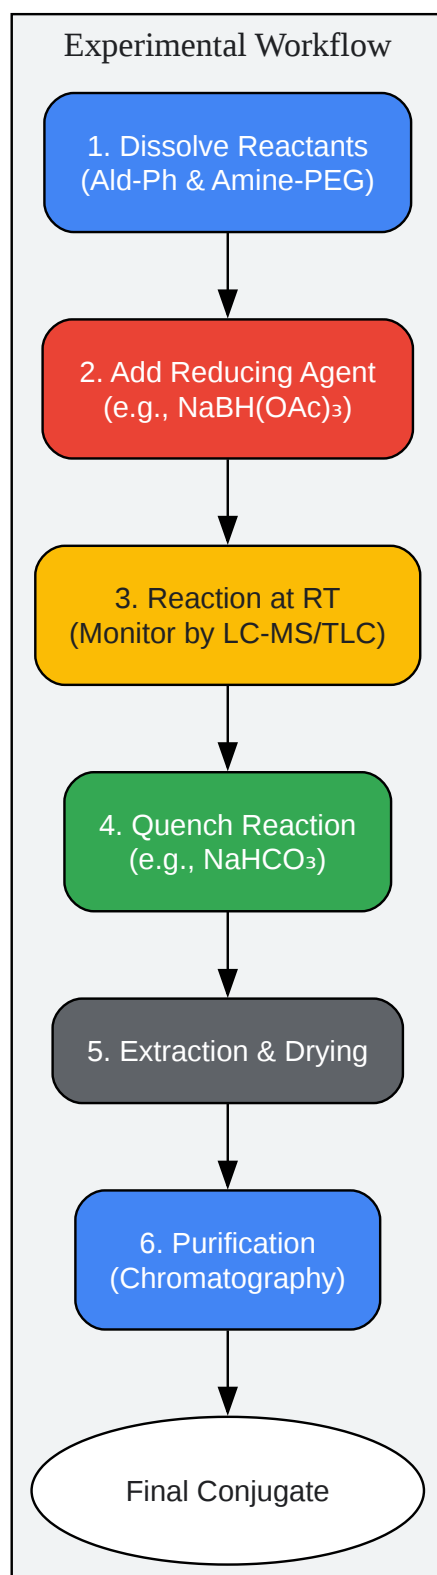 Experimental Workflow
1. Dissolve Reactants
(Ald-Ph & Amine-PEG)
2. Add Reducing Agent
(e.g., NaBH(OAc)₃)
3. Reaction at RT
(Monitor by LC-MS/TLC)
4. Quench Reaction
(e.g., NaHCO₃)
5. Extraction & Drying
6. Purification
(Chromatography)
Final Conjugate